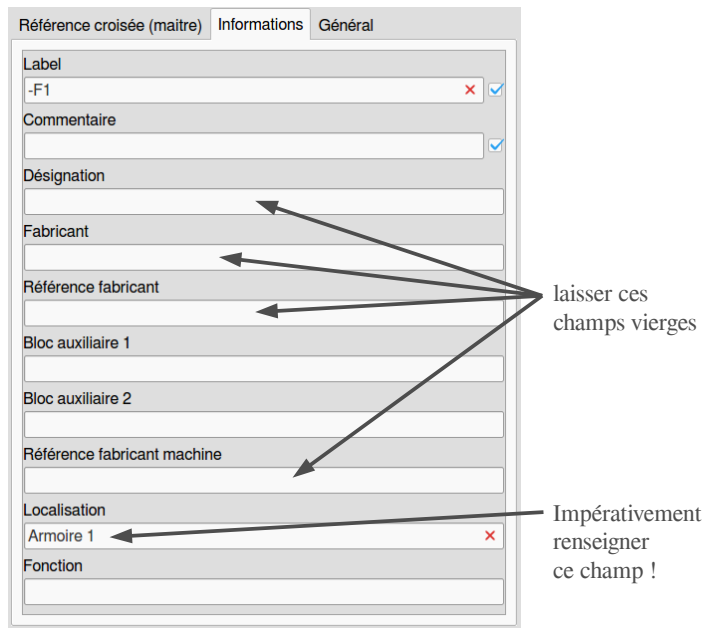 Référence croisée (maitre) Informations Général
Label
-F1
Commentaire
Désignation
Fabricant
Référence fabricant
laisser ces
champs vierges
Bloc auxiliaire 1
Bloc auxiliaire 2
Référence fabricant machine
Localisation
Armoire 1
Impérativement
renseigner
ce champ !
Fonction